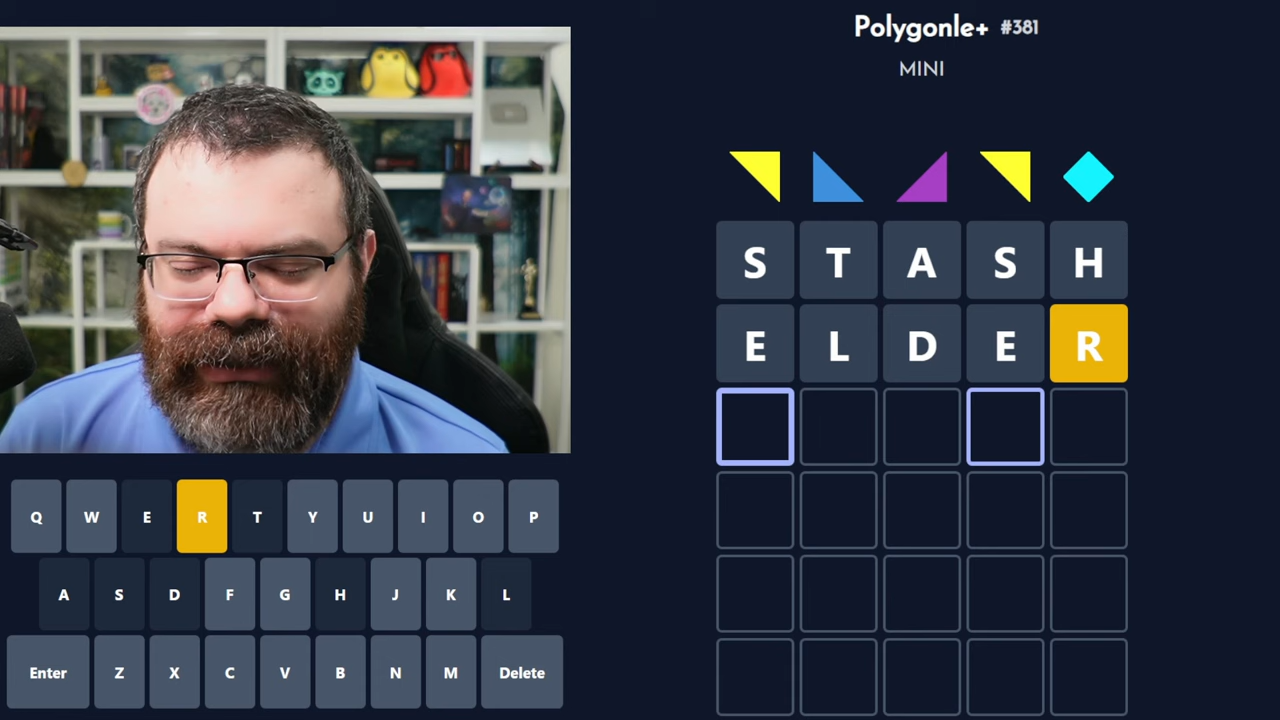 Polygonle+ #381
MINI
S T A S H
E L D E R
Q W E R T Y U I O P
A S D F G H J K L
Enter Z X C V B N M Delete